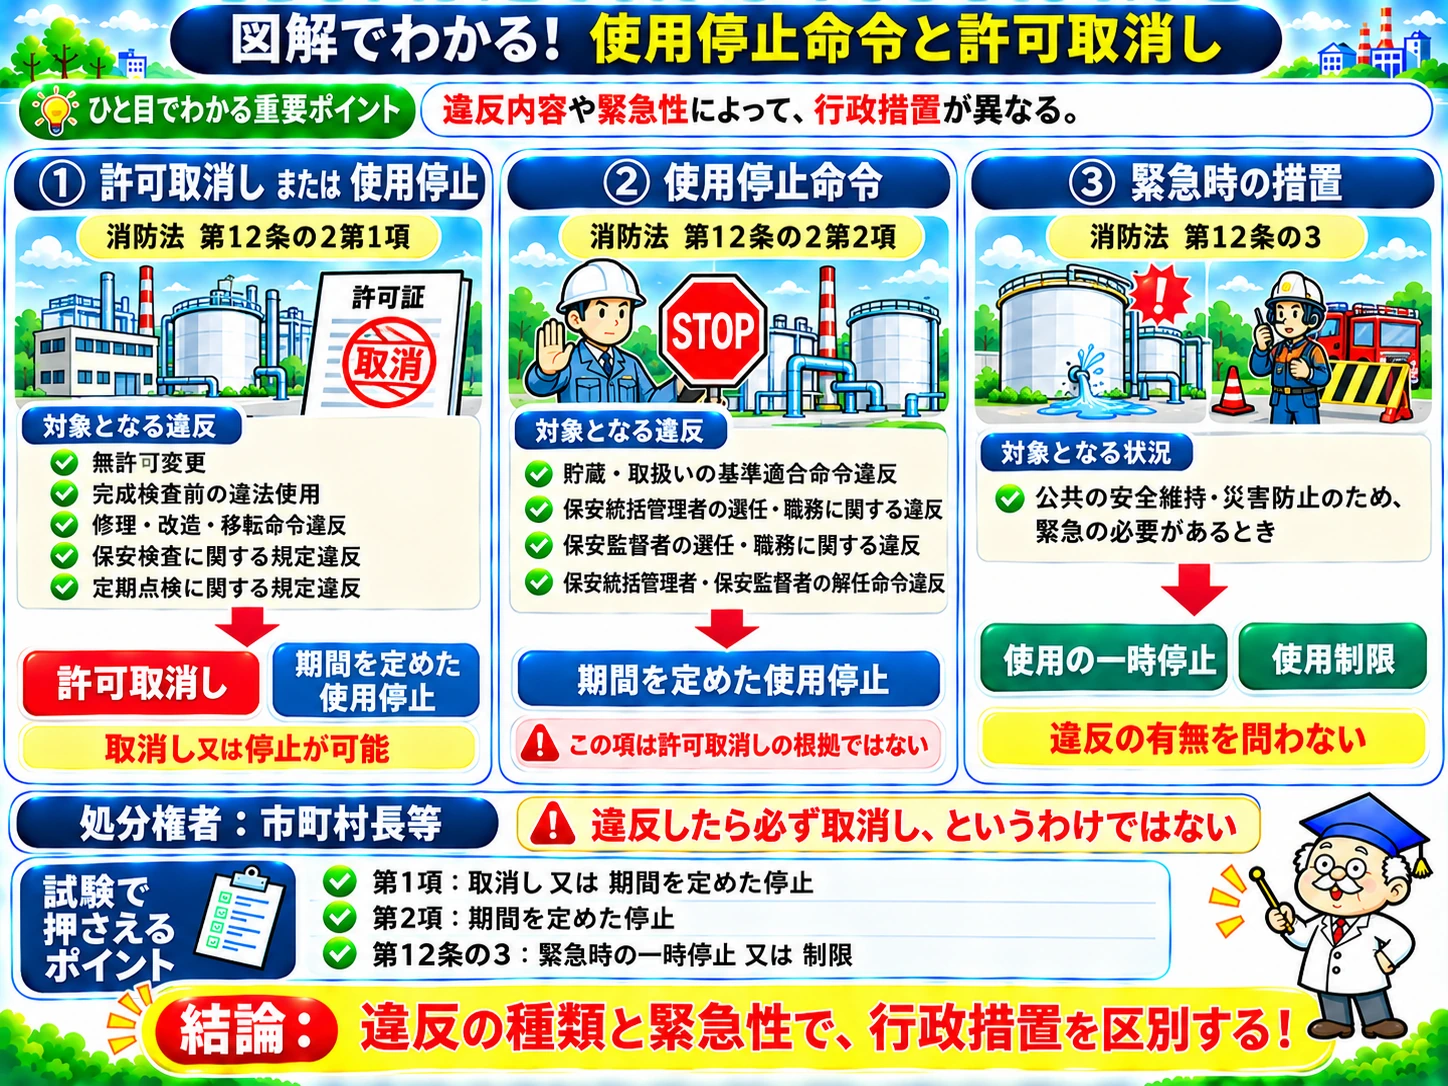 図解でわかる！ 使用停止命令と許可取消し
ひと目でわかる重要ポイント
違反内容や緊急性によって、行政措置が異なる。
① 許可取消し または 使用停止
消防法 第12条の2第1項
許可証
取消
対象となる違反
無許可変更
完成検査前の違法使用
修理・改造・移転命令違反
保安検査に関する規定違反
定期点検に関する規定違反
許可取消し
期間を定めた
使用停止
取消し又は停止が可能
② 使用停止命令
消防法 第12条の2第2項
STOP
対象となる違反
貯蔵・取扱いの基準適合命令違反
保安統括管理者の選任・職務に関する違反
保安監督者の選任・職務に関する違反
保安統括管理者・保安監督者の解任命令違反
期間を定めた使用停止
この項は許可取消しの根拠ではない
③ 緊急時の措置
消防法 第12条の3
対象となる状況
公共の安全維持・災害防止のため、
緊急の必要があるとき
使用の一時停止
使用制限
違反の有無を問わない
処分権者：市町村長等
違反したら必ず取消し、というわけではない
試験で
押さえる
ポイント
第1項：取消し 又は 期間を定めた停止
第2項：期間を定めた停止
第12条の3：緊急時の一時停止 又は 制限
結論：
違反の種類と緊急性で、行政措置を区別する！